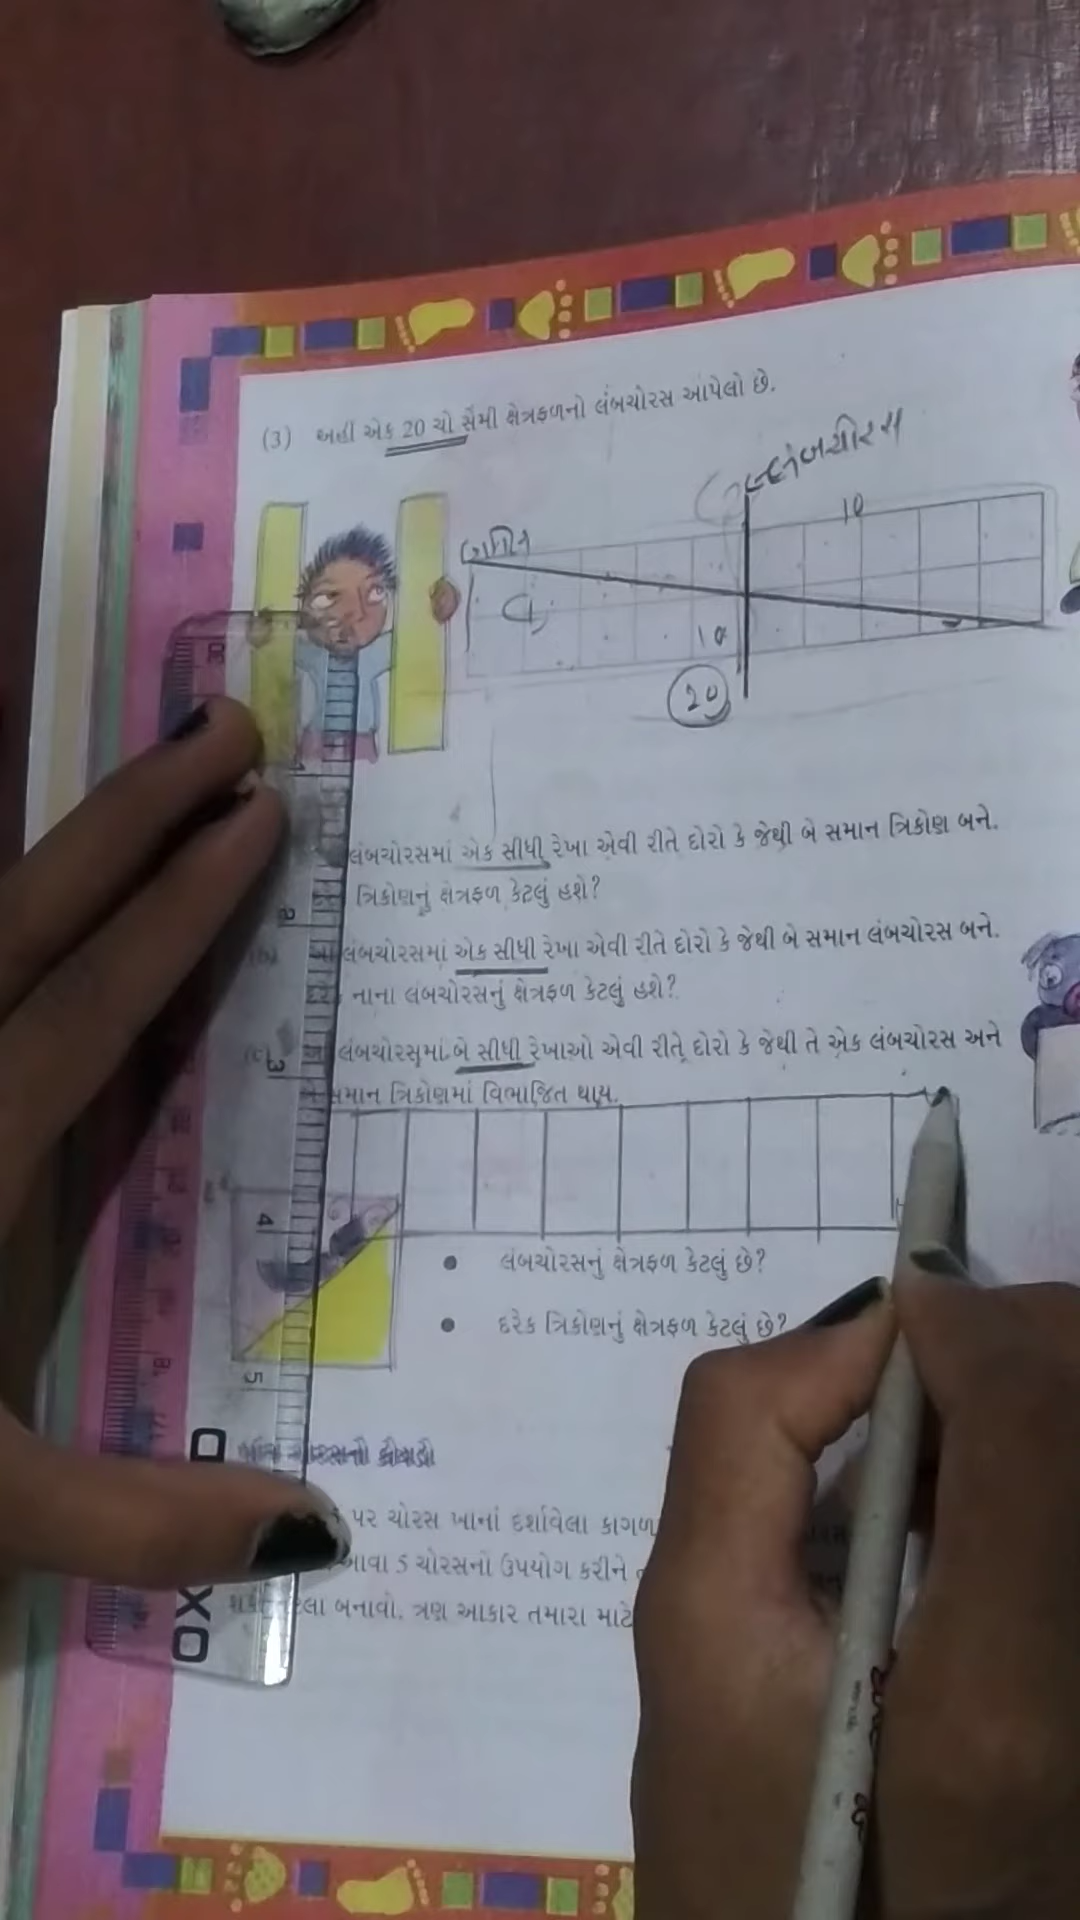 (3) અહીં એક 20 ચો સેમી ક્ષેત્રફળનો લંબચોરસ આપેલો છે.
લંબચોરસ
10
10
20
લંબચોરસમાં એક સીધી રેખા એવી રીતે દોરો કે જેથી બે સમાન ત્રિકોણ બને.
ત્રિકોણનું ક્ષેત્રફળ કેટલું હશે?
લંબચોરસમાં એક સીધી રેખા એવી રીતે દોરો કે જેથી બે સમાન લંબચોરસ બને.
નાના લંબચોરસનું ક્ષેત્રફળ કેટલું હશે?
લંબચોરસમાં બે સીધી રેખાઓ એવી રીતે દોરો કે જેથી તે એક લંબચોરસ અને
સમાન ત્રિકોણમાં વિભાજિત થાય.
• લંબચોરસનું ક્ષેત્રફળ કેટલું છે?
• દરેક ત્રિકોણનું ક્ષેત્રફળ કેટલું છે?
પર ચોરસ ખાનાં દર્શાવેલા કાગળ
આવા 5 ચોરસનો ઉપયોગ કરીને
બનાવો. ત્રણ આકાર તમારા માટે
3
4
5